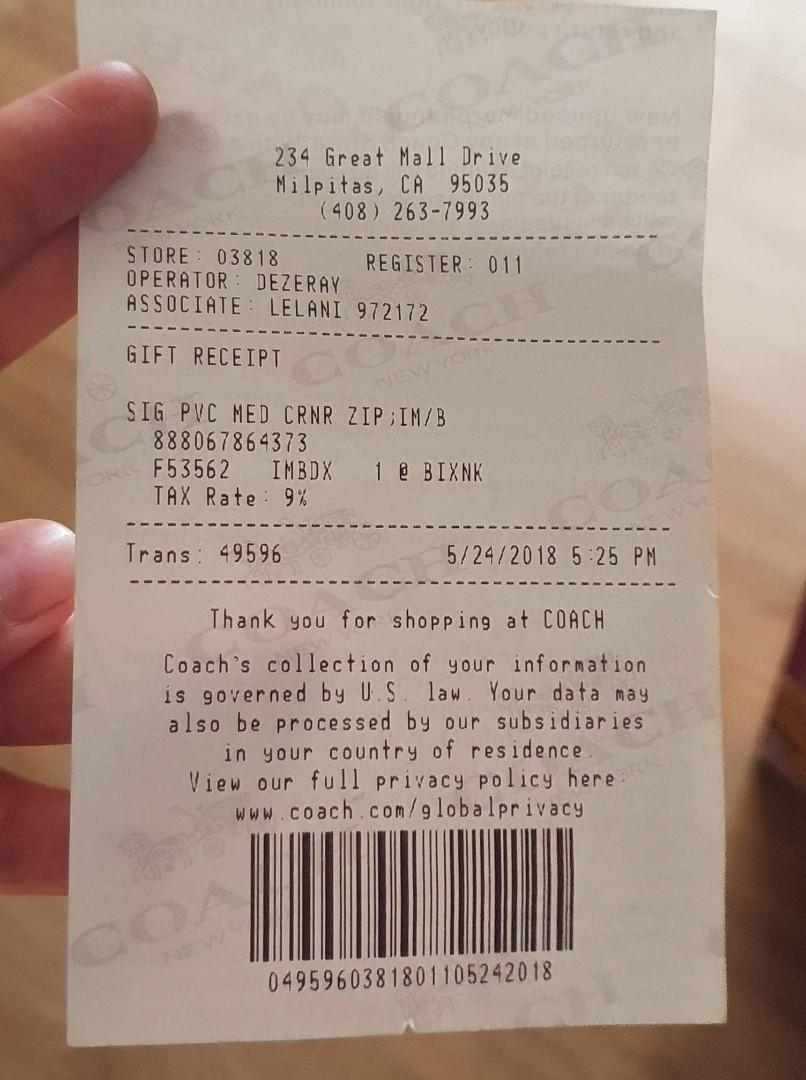 234 Great Mall Drive
Milpitas, CA 95035
(408) 263-7993
STORE: 03818 REGISTER: 011
OPERATOR: DEZERAY
ASSOCIATE: LELANI 972172
GIFT RECEIPT
SIG PVC MED CRNR ZIP;IM/B
888067864373
F53562 IMBDX 1 @ BIXNK
TAX Rate: 9%
Trans: 49596 5/24/2018 5:25 PM
Thank you for shopping at COACH
Coach's collection of your information
is governed by U.S. law. Your data may
also be processed by our subsidiaries
in your country of residence.
View our full privacy policy here:
www.coach.com/globalprivacy
0495960381801105242018